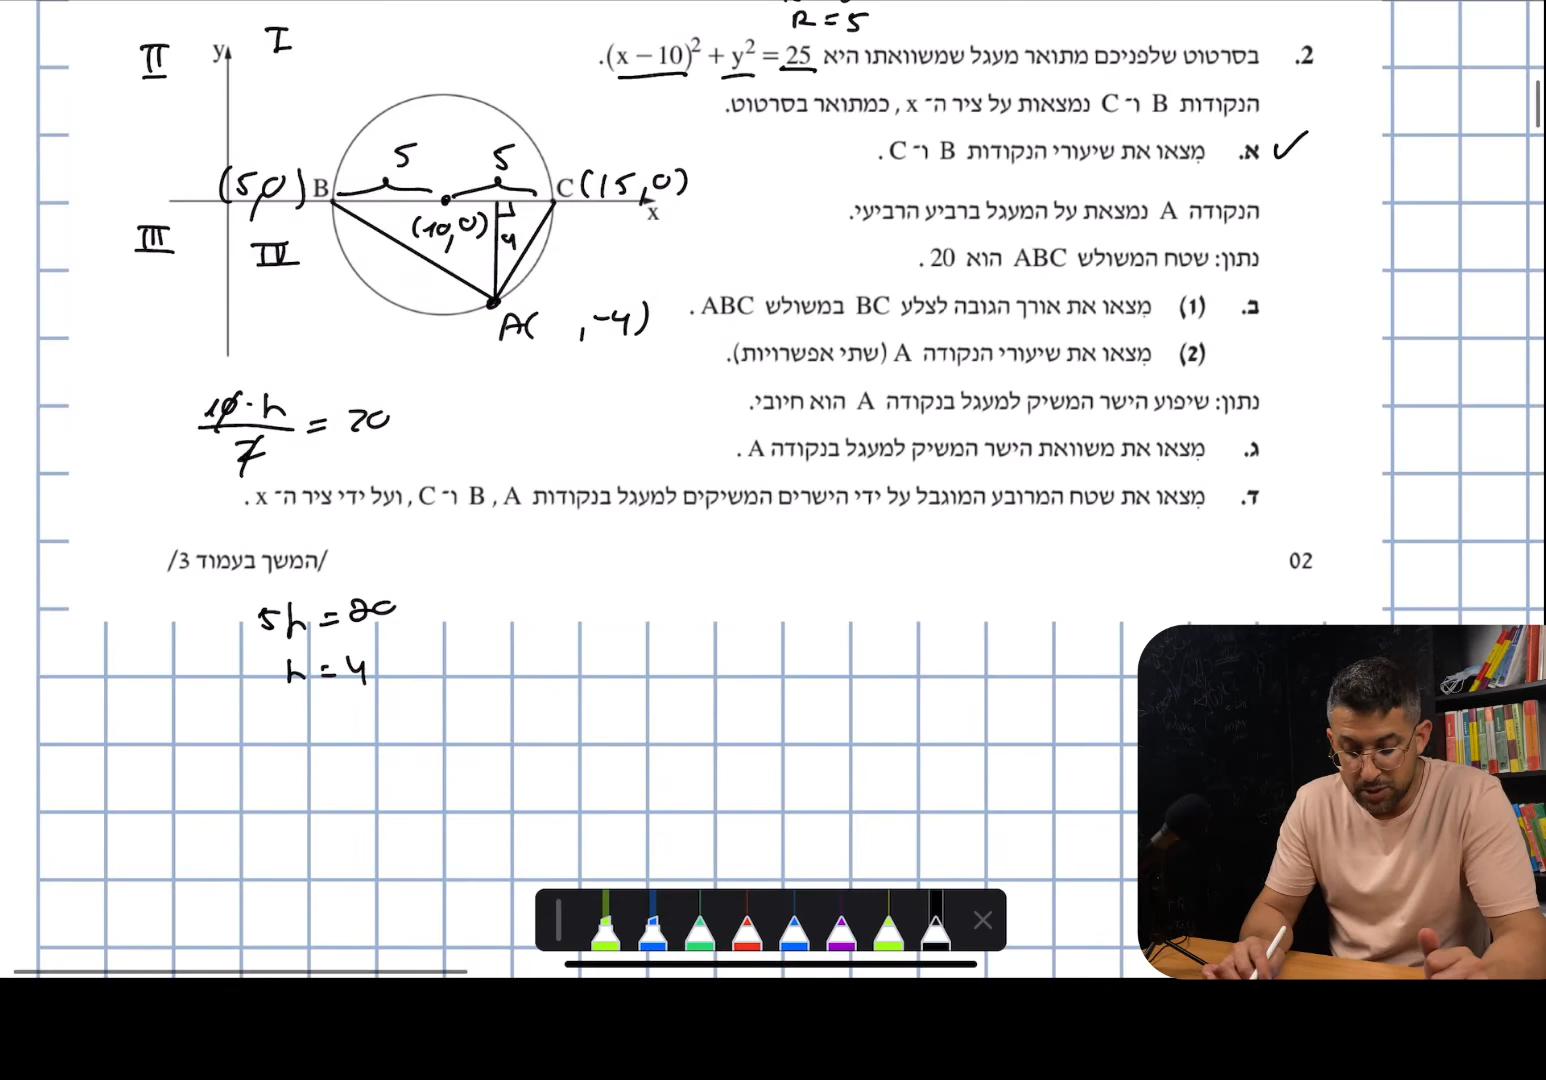 R = 5
2. בסרטוט שלפניכם מתואר מעגל שמשוואתו היא (x − 10)² + y² = 25.
הנקודות B ו־ C נמצאות על ציר ה־ x, כמתואר בסרטוט.
א. מִצאו את שיעורי הנקודות B ו־ C.
הנקודה A נמצאת על המעגל ברביע הרביעי.
נתון: שטח המשולש ABC הוא 20.
ב. (1) מִצאו את אורך הגובה לצלע BC במשולש ABC.
(2) מִצאו את שיעורי הנקודה A (שתי אפשרויות).
נתון: שיפוע הישר המשיק למעגל בנקודה A הוא חיובי.
ג. מִצאו את משוואת הישר המשיק למעגל בנקודה A.
ד. מִצאו את שטח המרובע המוגבל על ידי הישרים המשיקים למעגל בנקודות A, B ו־ C, ועל ידי ציר ה־ x.
02
/המשך בעמוד 3/
II
y
I
5
5
(5,0)
B
C
(15,0)
x
(10,0)
4
III
IV
A( ,-4)
10·h / 2 = 20
5h = 20
h = 4